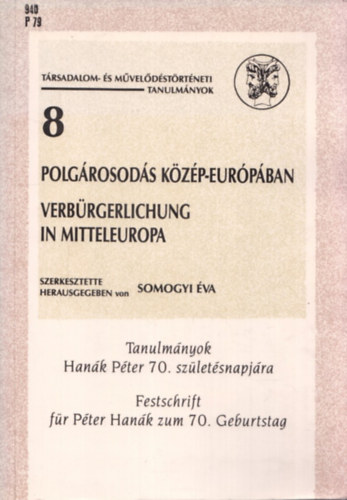 940
P 79
TÁRSADALOM- ÉS MŰVELŐDÉSTÖRTÉNETI
TANULMÁNYOK
8
POLGÁROSODÁS KÖZÉP-EURÓPÁBAN
VERBÜRGERLICHUNG
IN MITTELEUROPA
SZERKESZTETTE
HERAUSGEGEBEN von SOMOGYI ÉVA
Tanulmányok
Hanák Péter 70. születésnapjára
Festschrift
für Péter Hanák zum 70. Geburtstag